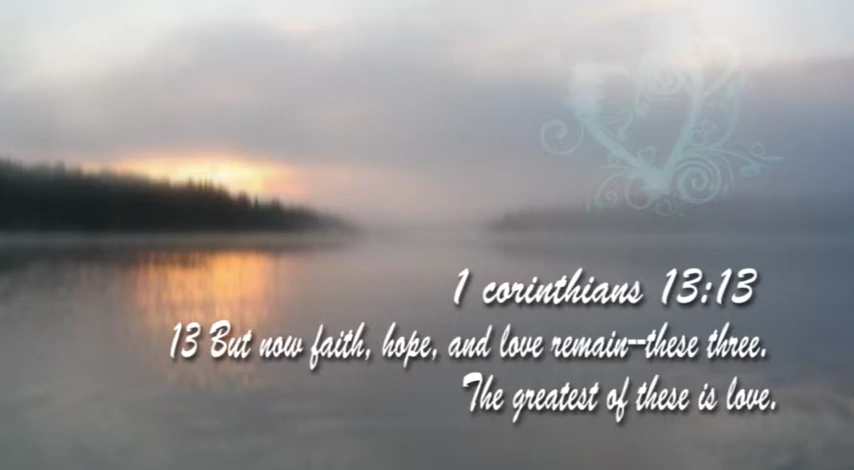 1 corinthians 13:13
13 But now faith, hope, and love remain--these three.
The greatest of these is love.